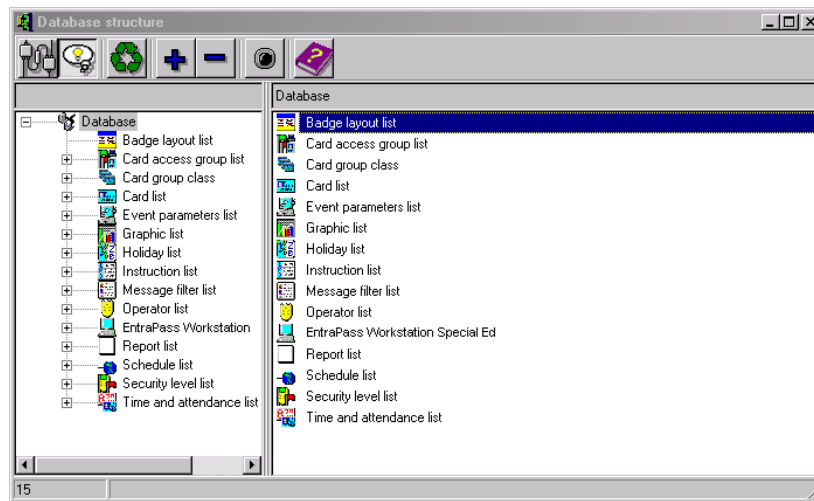 Database structure
Database
Database
Badge layout list
Card access group list
Card group class
Card list
Event parameters list
Graphic list
Holiday list
Instruction list
Message filter list
Operator list
EntraPass Workstation
Report list
Schedule list
Security level list
Time and attendance list
Badge layout list
Card access group list
Card group class
Card list
Event parameters list
Graphic list
Holiday list
Instruction list
Message filter list
Operator list
EntraPass Workstation Special Ed
Report list
Schedule list
Security level list
Time and attendance list
15